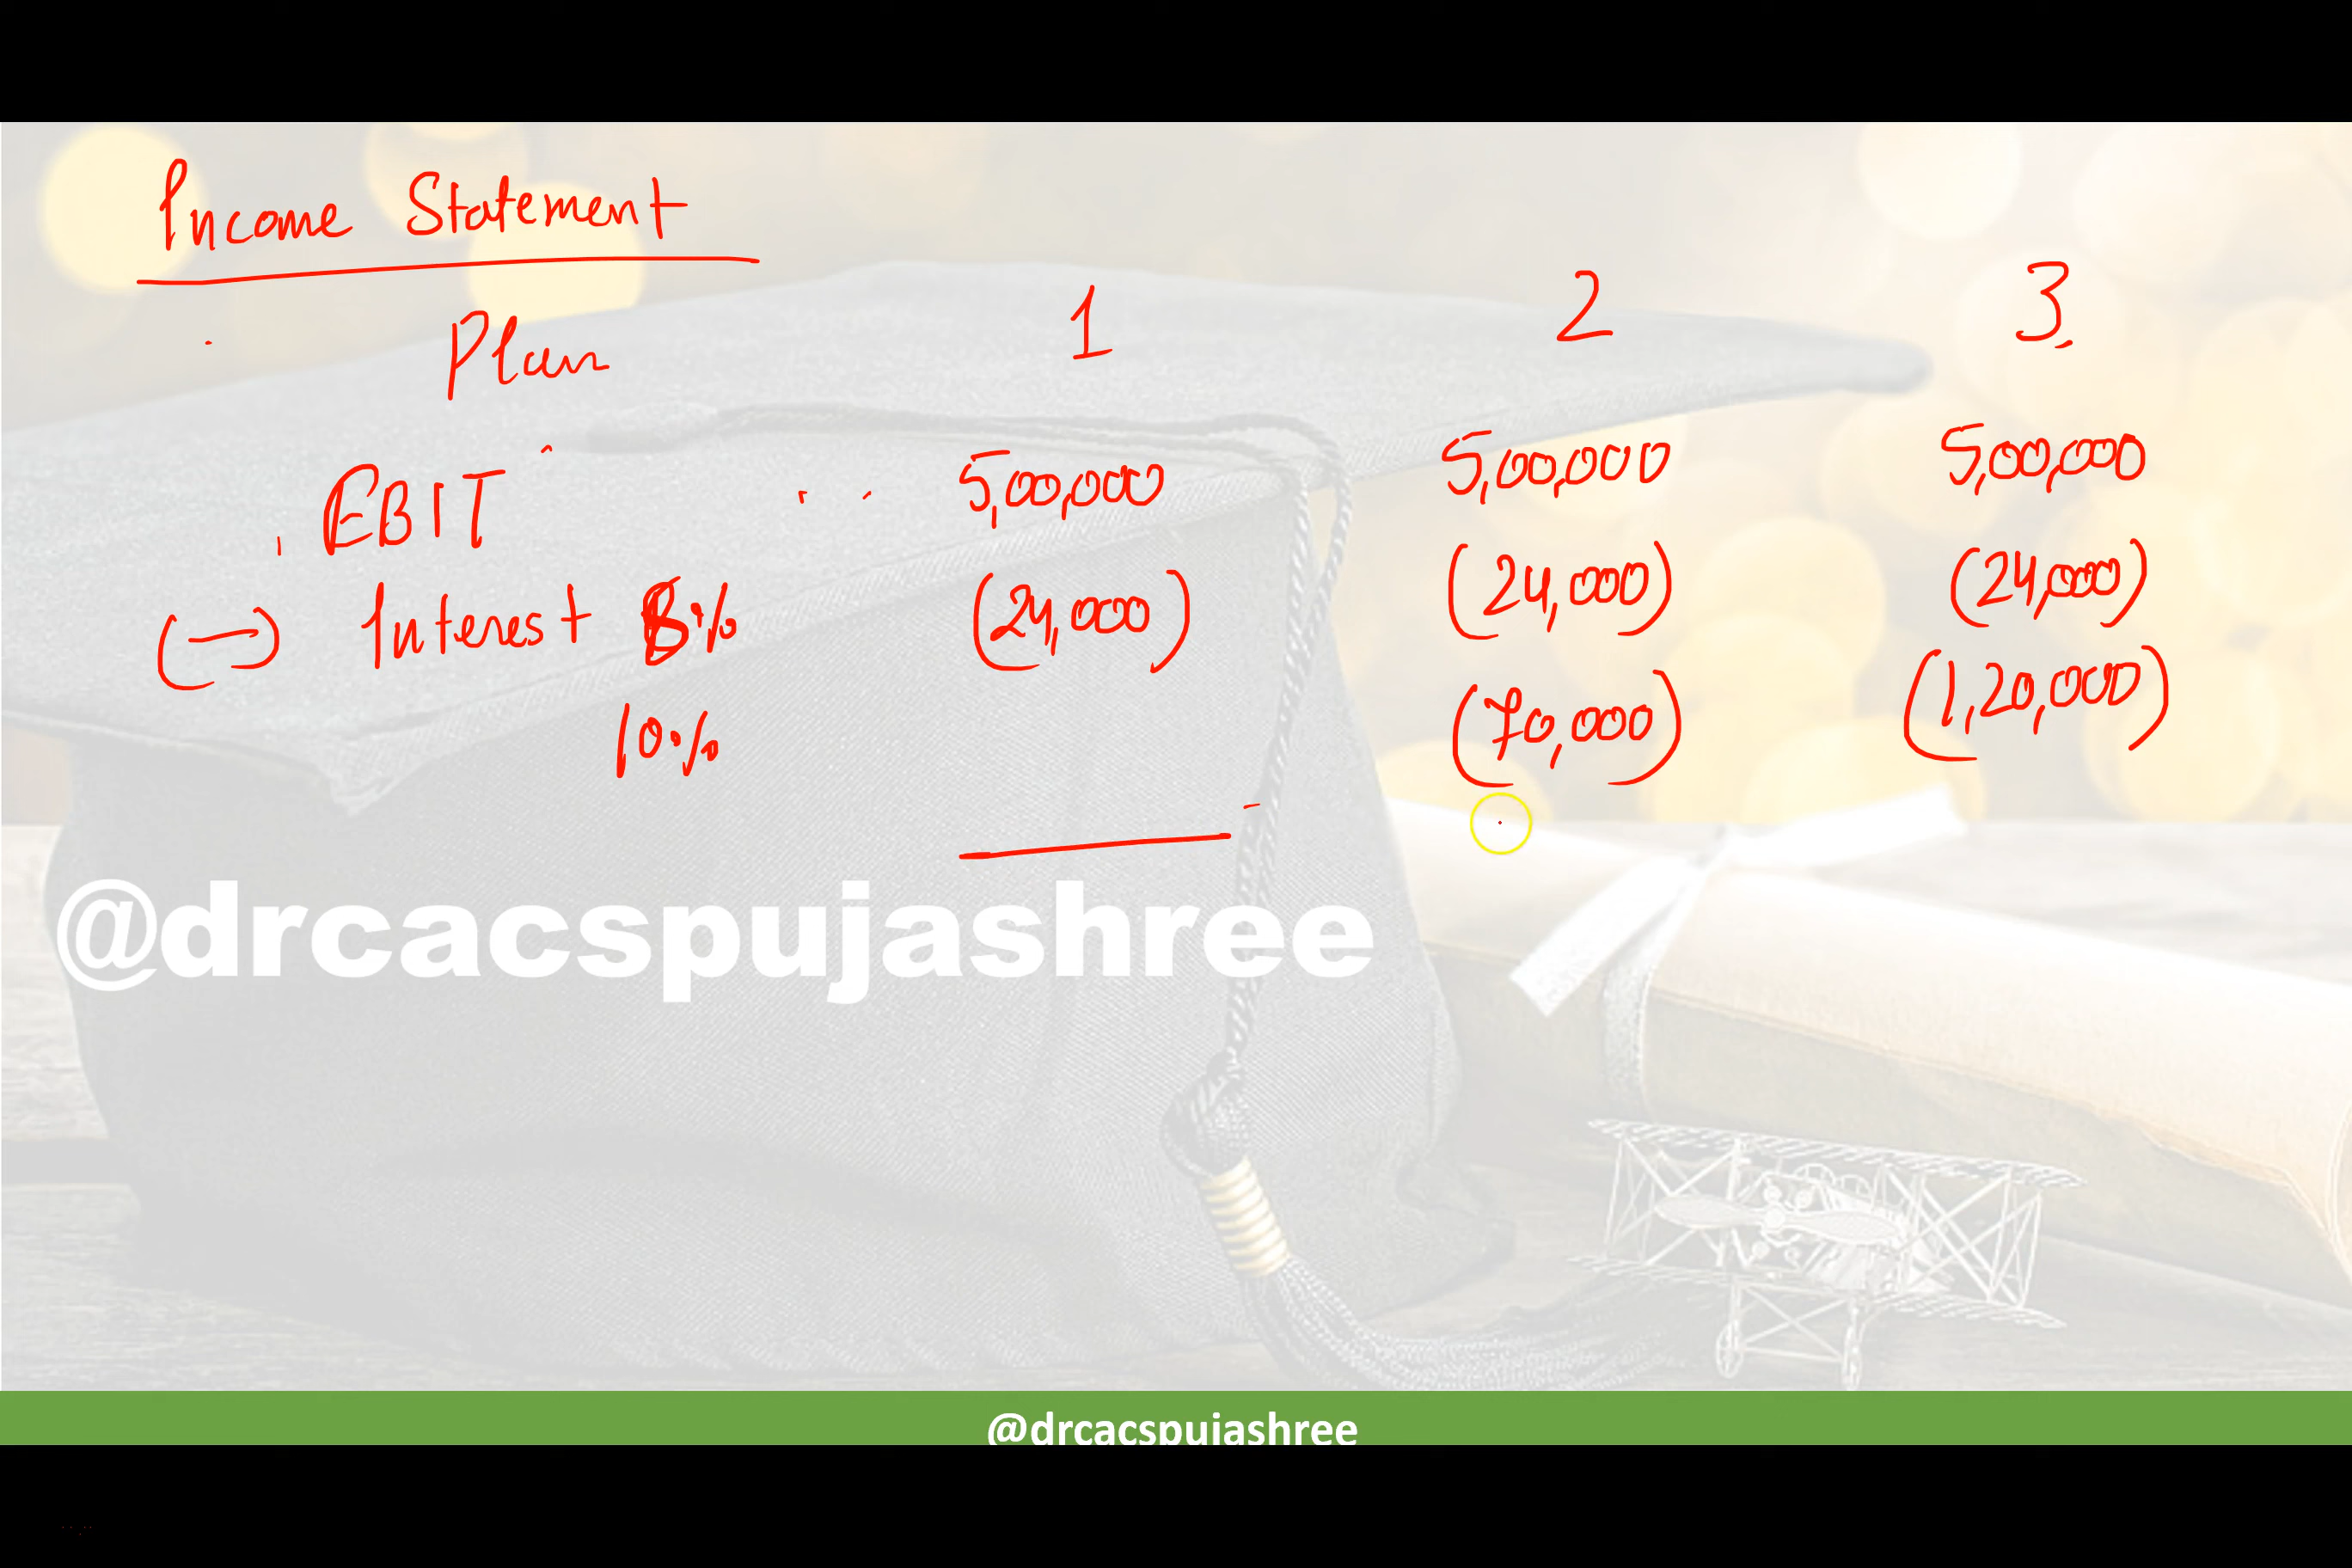 Income Statement
Plan 1 2 3
EBIT 5,00,000 5,00,000 5,00,000
(-) Interest 8% (24,000) (24,000) (24,000)
10% (70,000) (1,20,000)
@drcacspujashree
@drcacspujashree